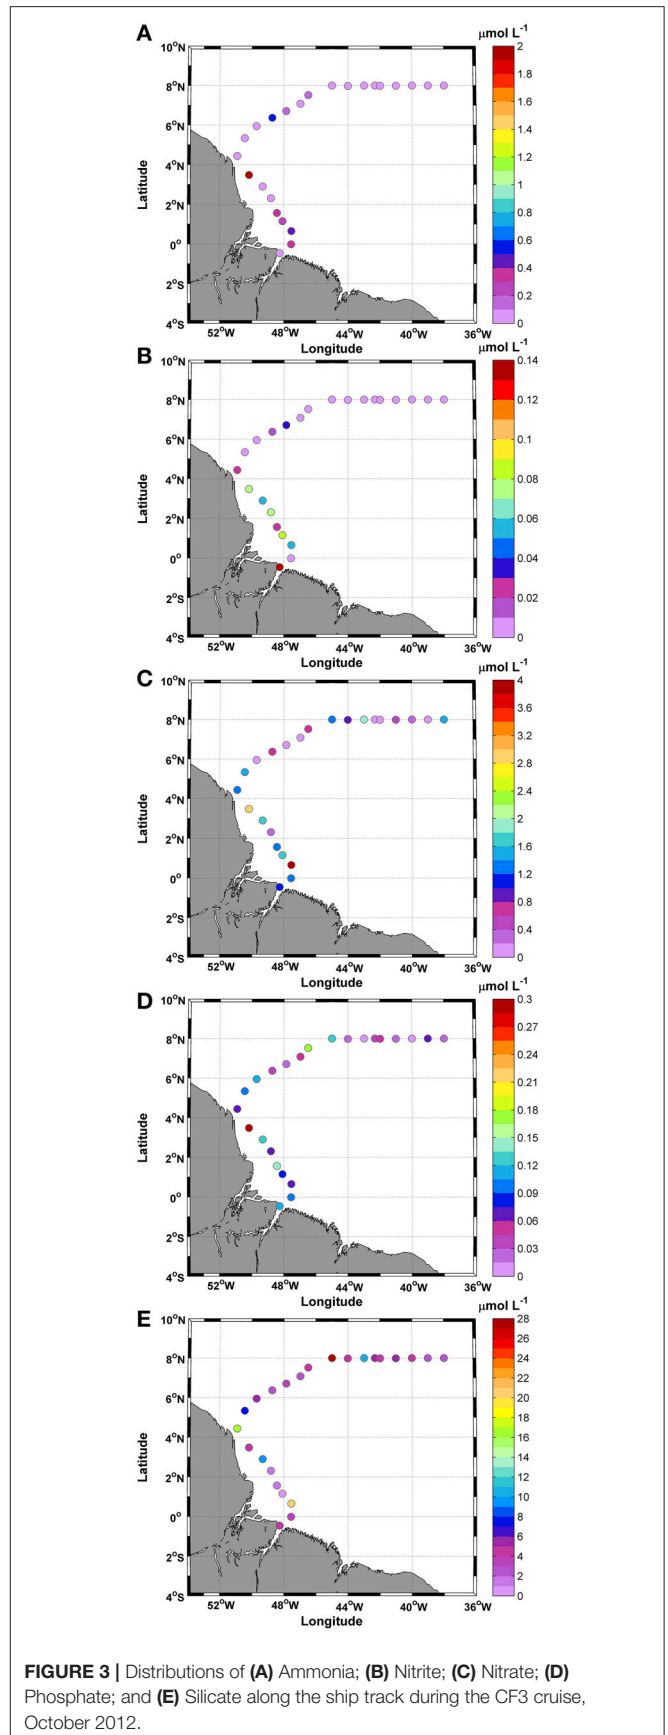 A
μmol L⁻¹
10°N
8°N
6°N
4°N
2°N
0°
2°S
4°S
Latitude
52°W 48°W 44°W 40°W 36°W
Longitude
2
1.8
1.6
1.4
1.2
1
0.8
0.6
0.4
0.2
0
B
μmol L⁻¹
10°N
8°N
6°N
4°N
2°N
0°
2°S
4°S
Latitude
52°W 48°W 44°W 40°W 36°W
Longitude
0.14
0.12
0.1
0.08
0.06
0.04
0.02
0
C
μmol L⁻¹
10°N
8°N
6°N
4°N
2°N
0°
2°S
4°S
Latitude
52°W 48°W 44°W 40°W 36°W
Longitude
4
3.6
3.2
2.8
2.4
2
1.6
1.2
0.8
0.4
0
D
μmol L⁻¹
10°N
8°N
6°N
4°N
2°N
0°
2°S
4°S
Latitude
52°W 48°W 44°W 40°W 36°W
Longitude
0.3
0.27
0.24
0.21
0.18
0.15
0.12
0.09
0.06
0.03
0
E
μmol L⁻¹
10°N
8°N
6°N
4°N
2°N
0°
2°S
4°S
Latitude
52°W 48°W 44°W 40°W 36°W
Longitude
28
26
24
22
20
18
16
14
12
10
8
6
4
2
0
FIGURE 3 | Distributions of (A) Ammonia; (B) Nitrite; (C) Nitrate; (D)
Phosphate; and (E) Silicate along the ship track during the CF3 cruise,
October 2012.